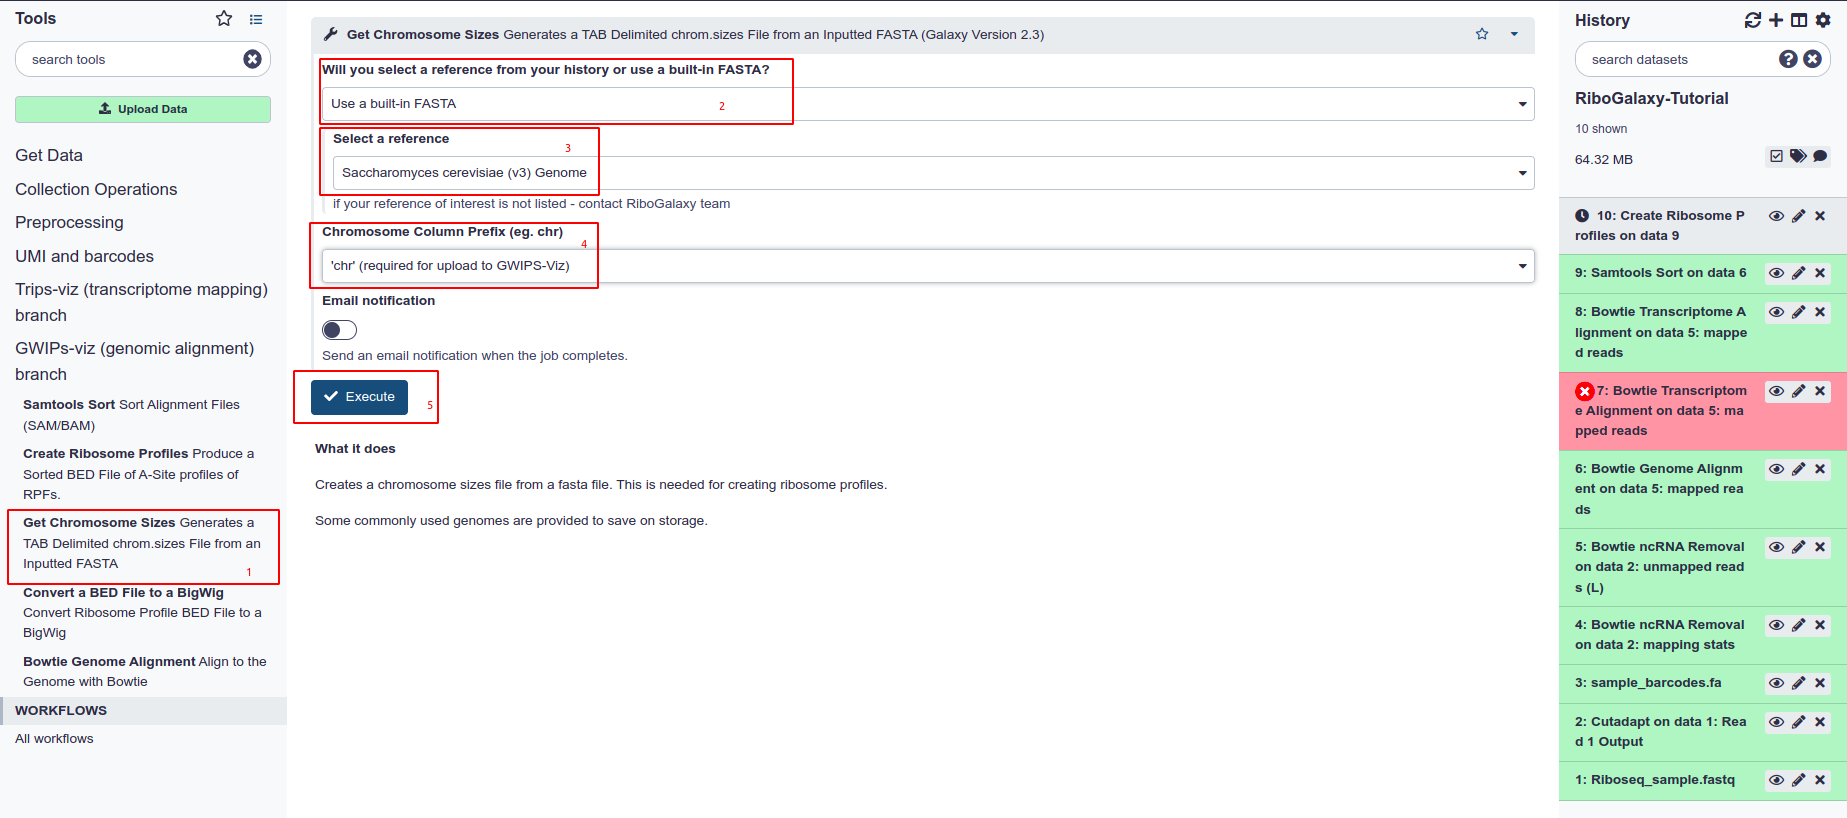 Tools
search tools
Upload Data
Get Data
Collection Operations
Preprocessing
UMI and barcodes
Trips-viz (transcriptome mapping)
branch
GWIPs-viz (genomic alignment)
branch
Samtools Sort Sort Alignment Files
(SAM/BAM)
Create Ribosome Profiles Produce a
Sorted BED File of A-Site profiles of
RPFs.
Get Chromosome Sizes Generates a
TAB Delimited chrom.sizes File from an
Inputted FASTA
1
Convert a BED File to a BigWig
Convert Ribosome Profile BED File to a
BigWig
Bowtie Genome Alignment Align to the
Genome with Bowtie
WORKFLOWS
All workflows
Get Chromosome Sizes Generates a TAB Delimited chrom.sizes File from an Inputted FASTA (Galaxy Version 2.3)
Will you select a reference from your history or use a built-in FASTA?
Use a built-in FASTA
2
Select a reference
3
Saccharomyces cerevisiae (v3) Genome
if your reference of interest is not listed - contact RiboGalaxy team
Chromosome Column Prefix (eg. chr)
4
'chr' (required for upload to GWIPS-Viz)
Email notification
Send an email notification when the job completes.
Execute
5
What it does
Creates a chromosome sizes file from a fasta file. This is needed for creating ribosome profiles.
Some commonly used genomes are provided to save on storage.
History
search datasets
RiboGalaxy-Tutorial
10 shown
64.32 MB
10: Create Ribosome P
rofiles on data 9
9: Samtools Sort on data 6
8: Bowtie Transcriptome A
lignment on data 5: mappe
d reads
7: Bowtie Transcriptom
e Alignment on data 5: ma
pped reads
6: Bowtie Genome Alignm
ent on data 5: mapped rea
ds
5: Bowtie ncRNA Removal
on data 2: unmapped read
s (L)
4: Bowtie ncRNA Removal
on data 2: mapping stats
3: sample_barcodes.fa
2: Cutadapt on data 1: Rea
d 1 Output
1: Riboseq_sample.fastq